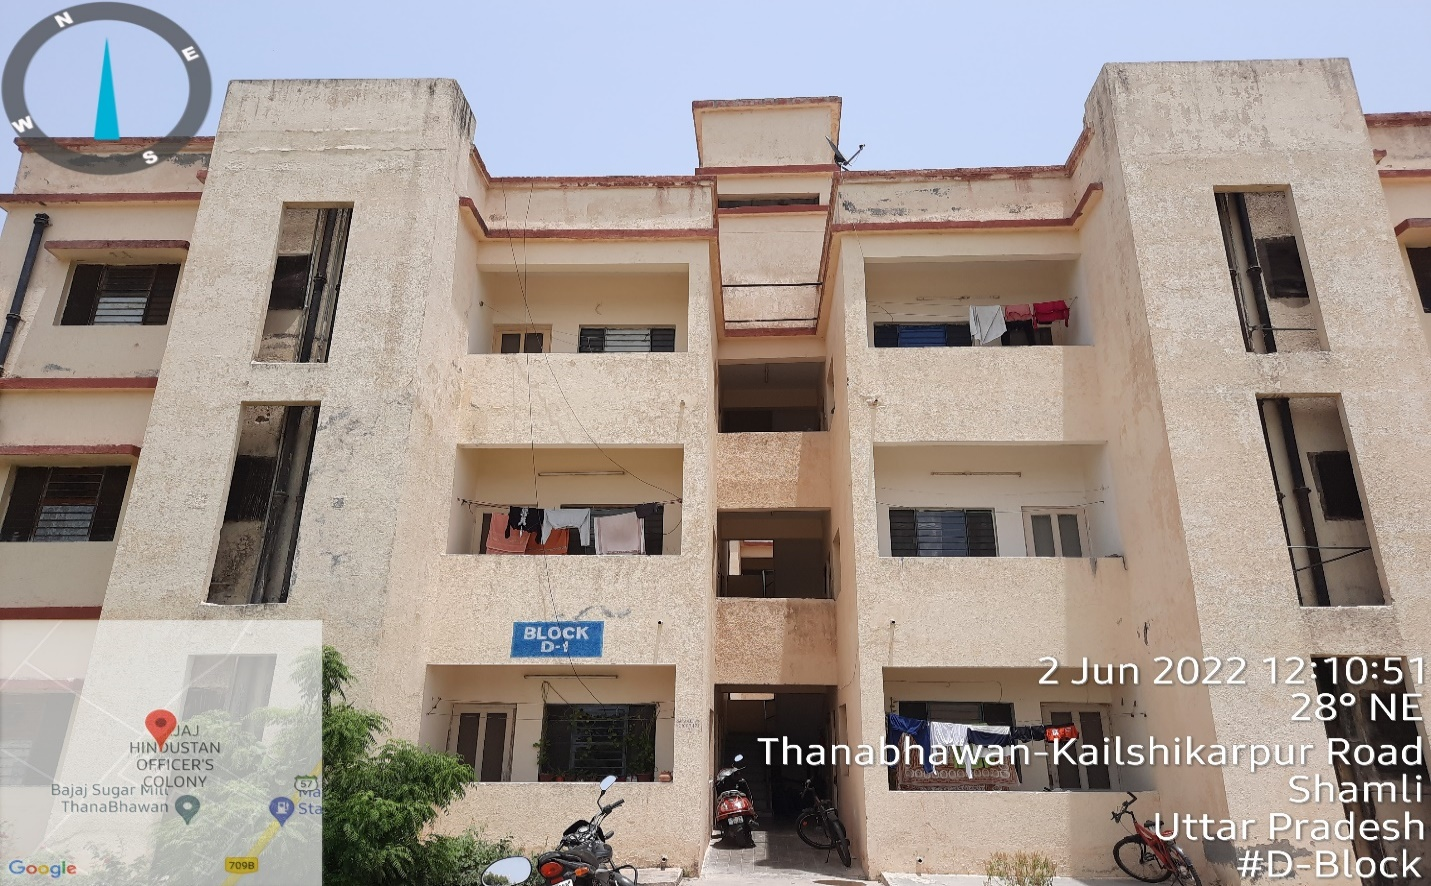 N
E
W
S
BLOCK
D-1
2 Jun 2022 12:10:51
28° NE
Thanabhawan-Kailshikarpur Road
Shamli
Uttar Pradesh
#D-Block
HINDUSTAN
OFFICER'S
COLONY
Bajaj Sugar Mill
ThanaBhawan
57
709B
Google